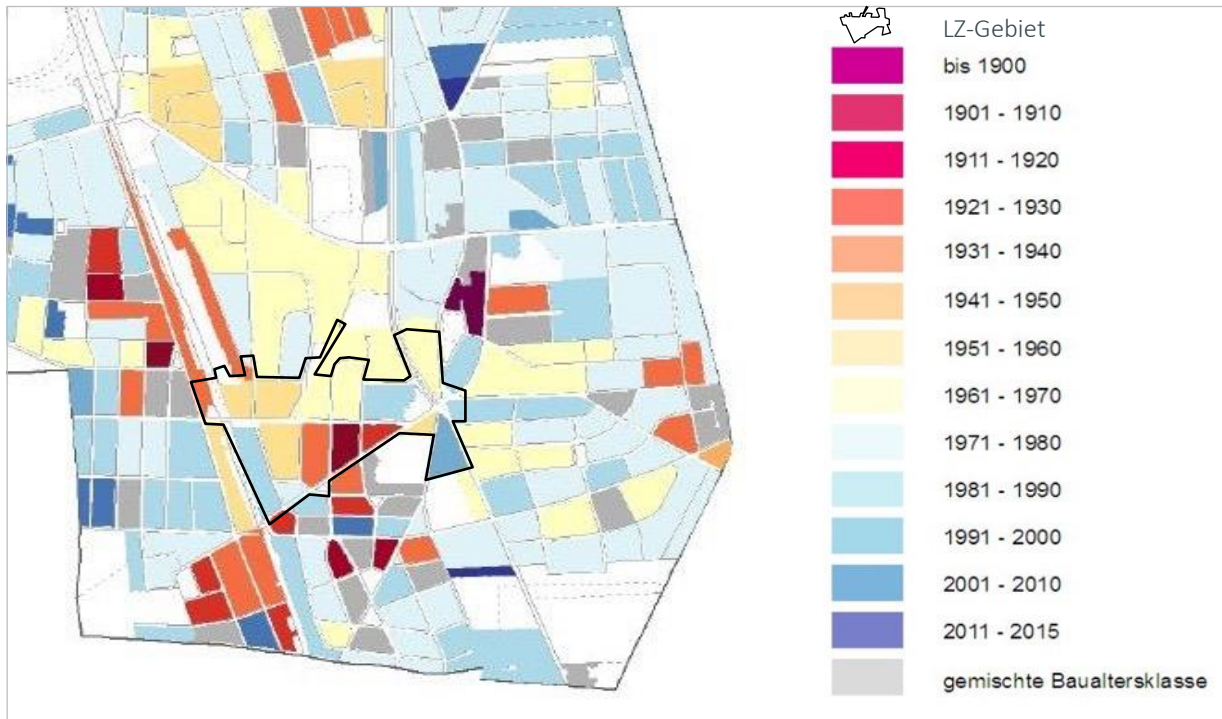 LZ-Gebiet
bis 1900
1901 - 1910
1911 - 1920
1921 - 1930
1931 - 1940
1941 - 1950
1951 - 1960
1961 - 1970
1971 - 1980
1981 - 1990
1991 - 2000
2001 - 2010
2011 - 2015
gemischte Baualtersklasse